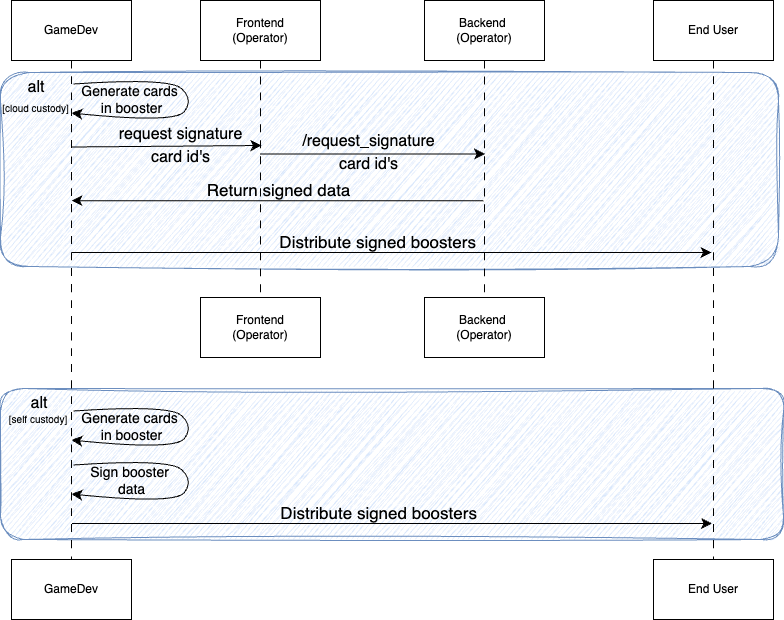 GameDev
Frontend
(Operator)
Backend
(Operator)
End User
alt
[cloud custody]
Generate cards
in booster
request signature
card id's
/request_signature
card id's
Return signed data
Distribute signed boosters
Frontend
(Operator)
Backend
(Operator)
alt
[self custody]
Generate cards
in booster
Sign booster
data
Distribute signed boosters
GameDev
End User